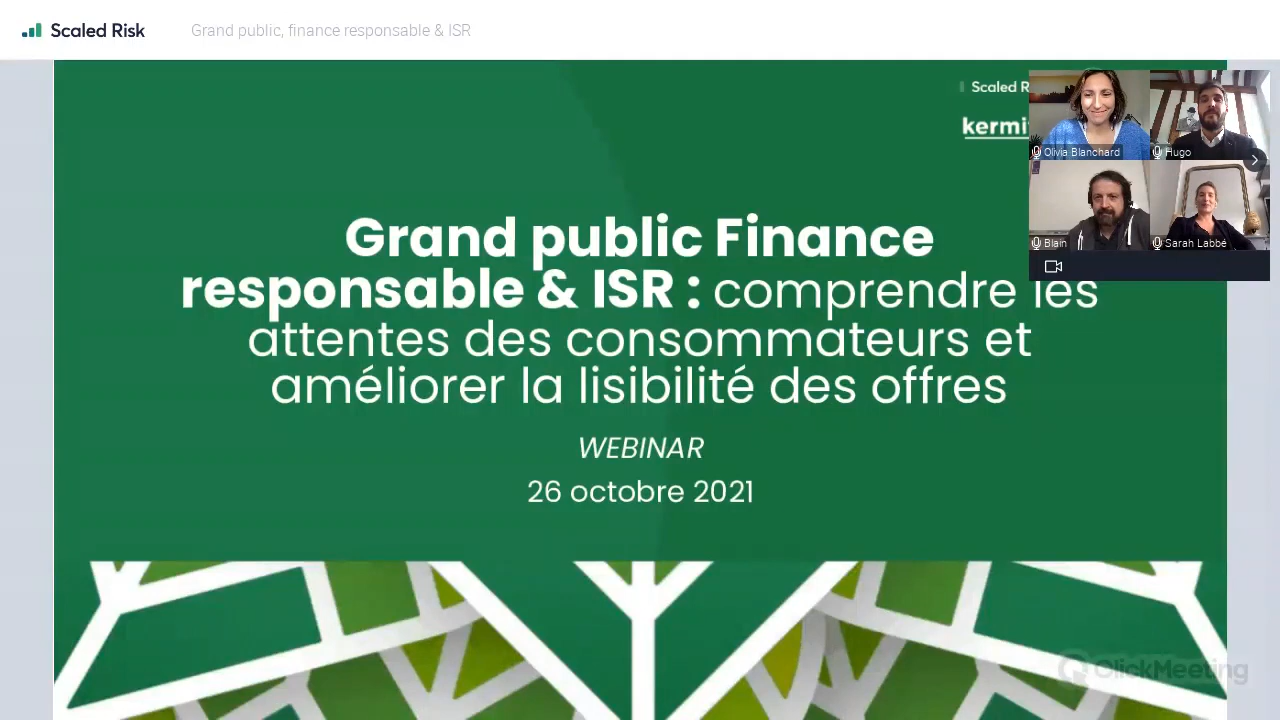 Scaled Risk
Grand public, finance responsable & ISR
Scaled
Olivia Blanchard
Hugo
Blain
Sarah Labbé
Grand public Finance
responsable & ISR : comprendre les
attentes des consommateurs et
améliorer la lisibilité des offres
WEBINAR
26 octobre 2021
ClickMeeting